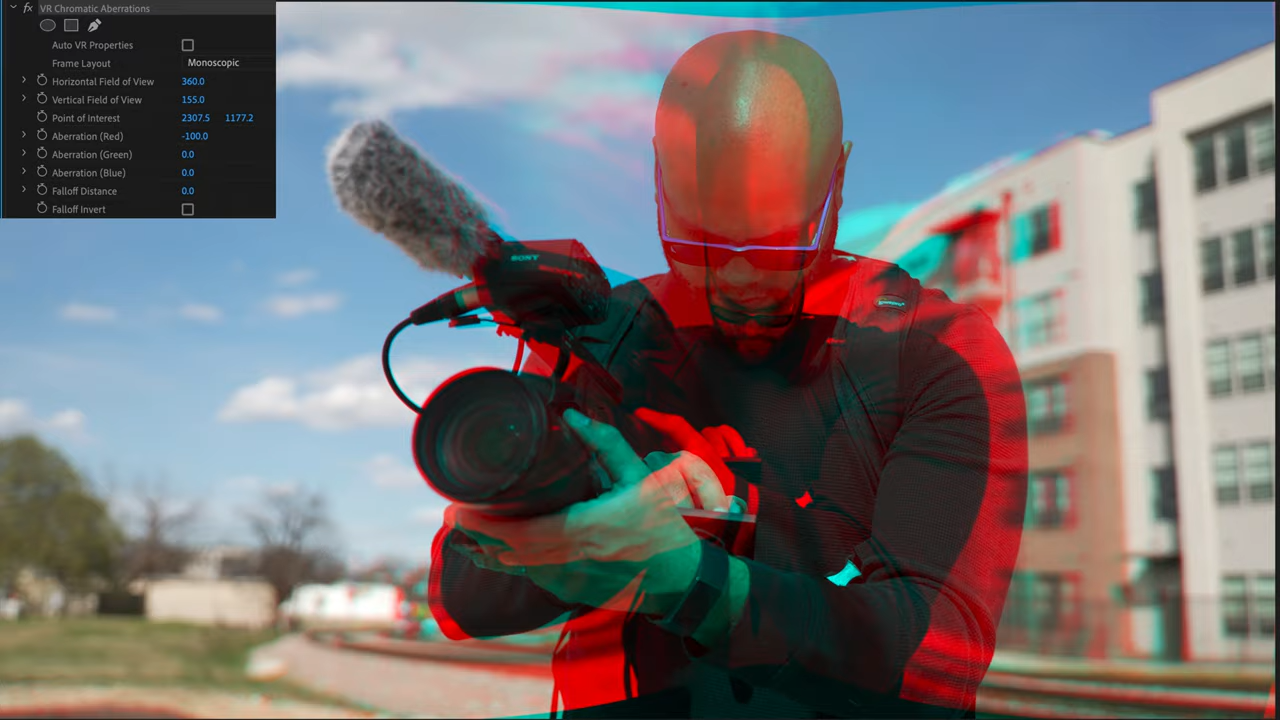 fx VR Chromatic Aberrations
Auto VR Properties
Frame Layout Monoscopic
Horizontal Field of View 360.0
Vertical Field of View 155.0
Point of Interest 2307.5 1177.2
Aberration (Red) -100.0
Aberration (Green) 0.0
Aberration (Blue) 0.0
Falloff Distance 0.0
Falloff Invert
SONY